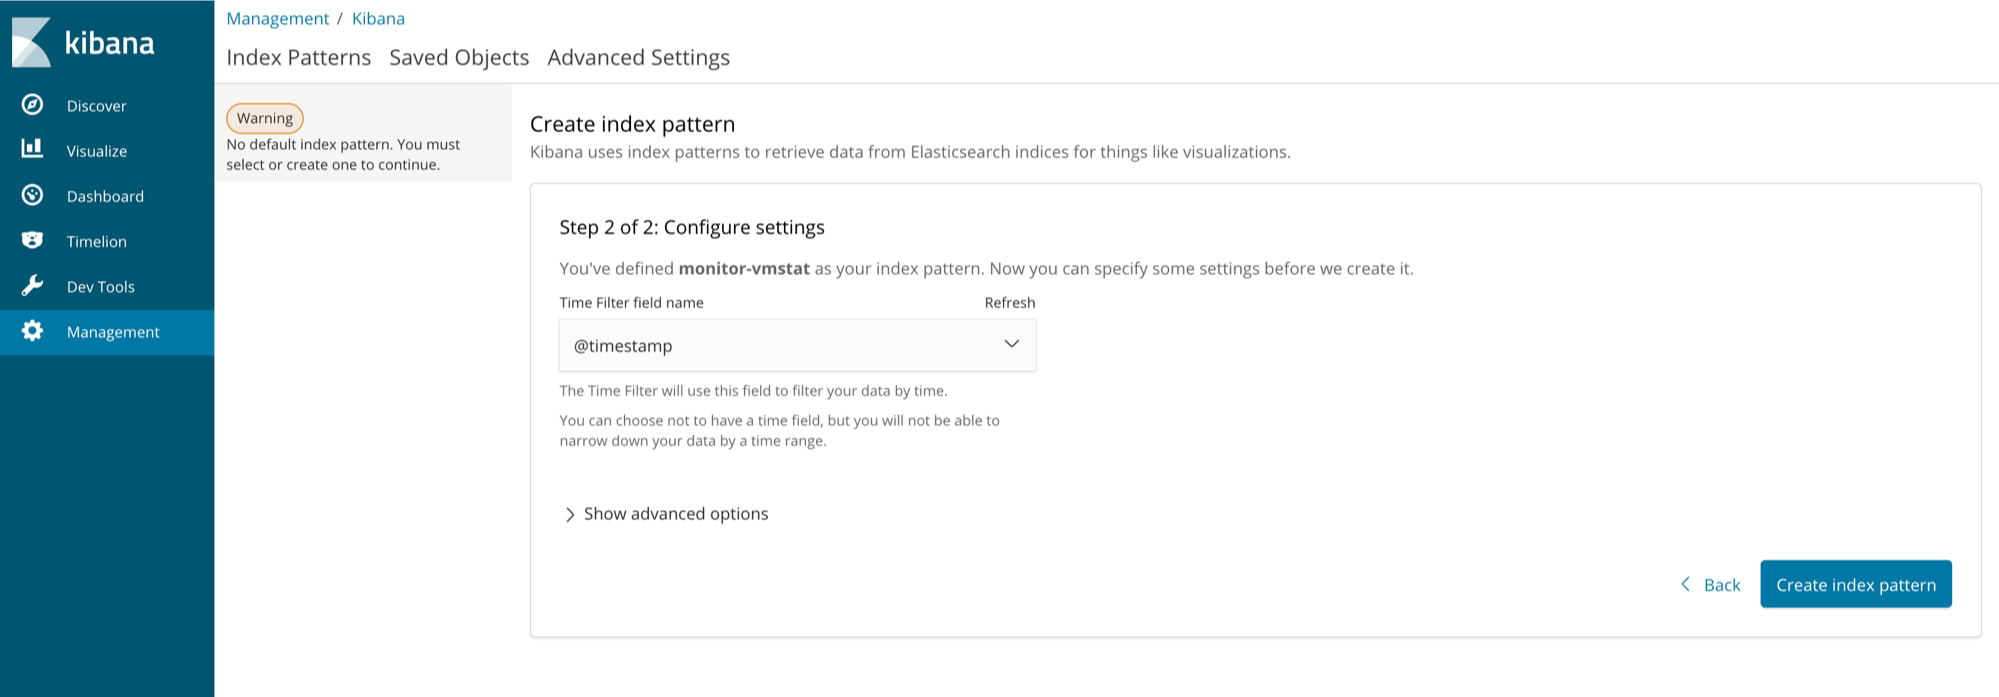 kibana
Discover
Visualize
Dashboard
Timelion
Dev Tools
Management
Management / Kibana
Index Patterns Saved Objects Advanced Settings
Warning
No default index pattern. You must
select or create one to continue.
Create index pattern
Kibana uses index patterns to retrieve data from Elasticsearch indices for things like visualizations.
Step 2 of 2: Configure settings
You've defined monitor-vmstat as your index pattern. Now you can specify some settings before we create it.
Time Filter field name Refresh
@timestamp
The Time Filter will use this field to filter your data by time.
You can choose not to have a time field, but you will not be able to
narrow down your data by a time range.
Show advanced options
Back Create index pattern